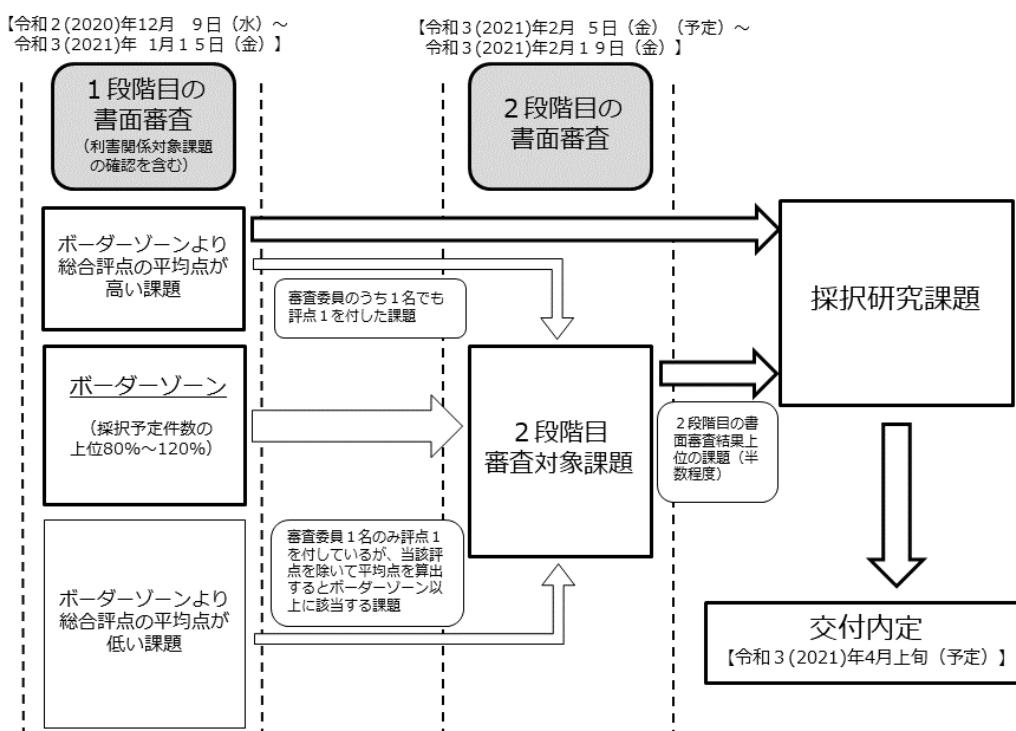 【令和２(2020)年12月　９日（水）～
令和３(2021)年 1月１５日（金）】
【令和３(2021)年2月　５日（金）（予定）～
令和３(2021)年2月１９日（金）】
１段階目の
書面審査
（利害関係対象課題
の確認を含む）
２段階目の
書面審査
ボーダーゾーンより
総合評点の平均点が
高い課題
審査委員のうち１名でも
評点１を付した課題
採択研究課題
ボーダーゾーン
（採択予定件数の
上位80％～120％）
２段階目
審査対象課題
２段階目の書
面審査結果上
位の課題（半
数程度）
審査委員１名のみ評点１
を付しているが、当該評
点を除いて平均点を算出
するとボーダーゾーン以
上に該当する課題
ボーダーゾーンより
総合評点の平均点が
低い課題
交付内定
【令和３(2021)年4月上旬（予定）】